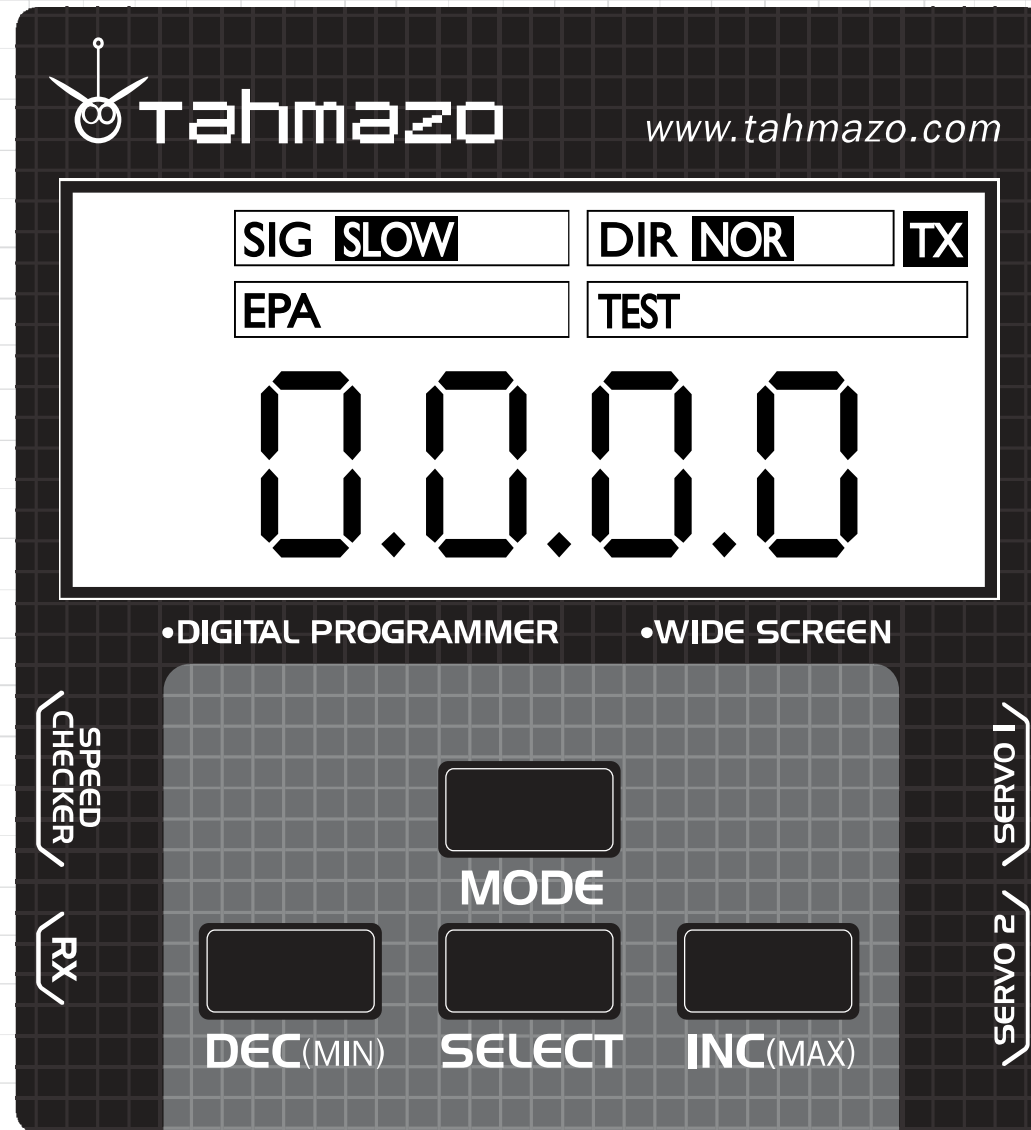 Tahmazo
www.tahmazo.com
SIG SLOW DIR NOR TX
EPA TEST
0.0.0.0
•DIGITAL PROGRAMMER •WIDE SCREEN
SPEED
CHECKER
SERVO 1
MODE
RX
SERVO 2
DEC(MIN) SELECT INC(MAX)